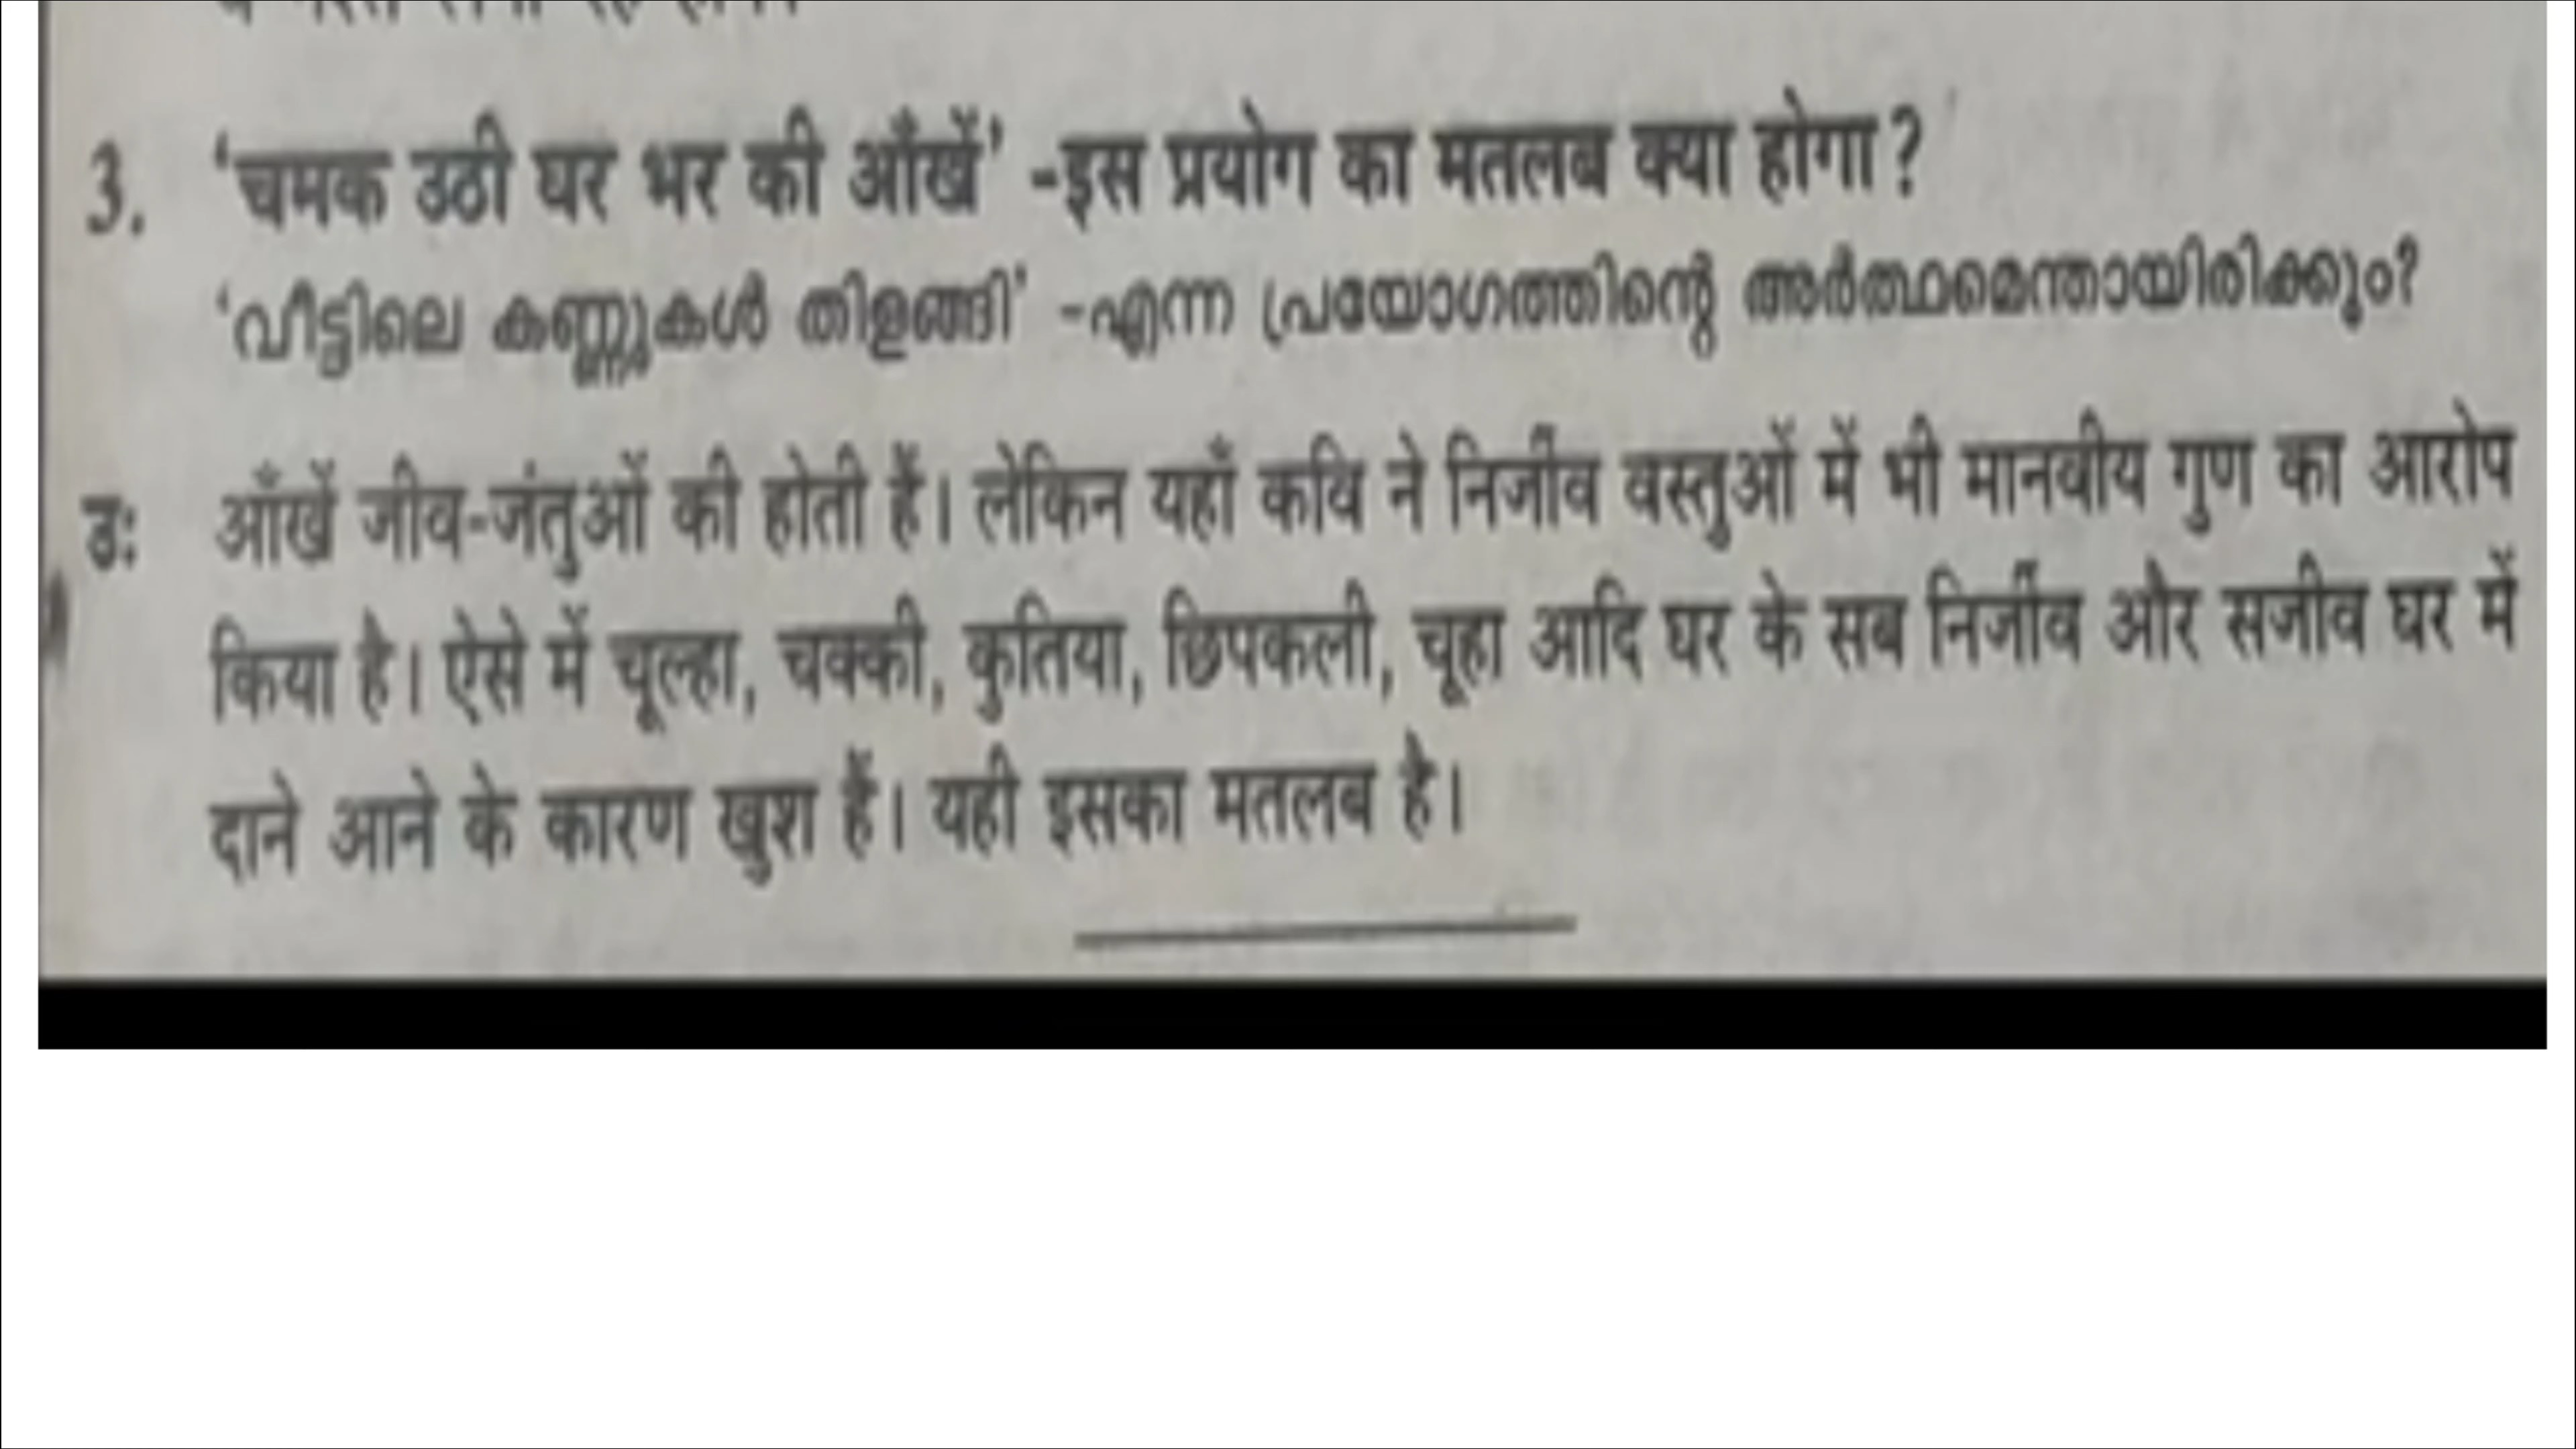 3. ‘चमक उठी घर भर की आँखें’ -इस प्रयोग का मतलब क्या होगा?
‘വീട്ടിലെ കണ്ണുകൾ തിളങ്ങി’ -എന്ന പ്രയോഗത്തിന്റെ അർത്ഥമെന്തായിരിക്കും?
उः आँखें जीव-जंतुओं की होती हैं। लेकिन यहाँ कवि ने निर्जीव वस्तुओं में भी मानवीय गुण का आरोप
किया है। ऐसे में चूल्हा, चक्की, कुतिया, छिपकली, चूहा आदि घर के सब निर्जीव और सजीव घर में
दाने आने के कारण खुश हैं। यही इसका मतलब है।